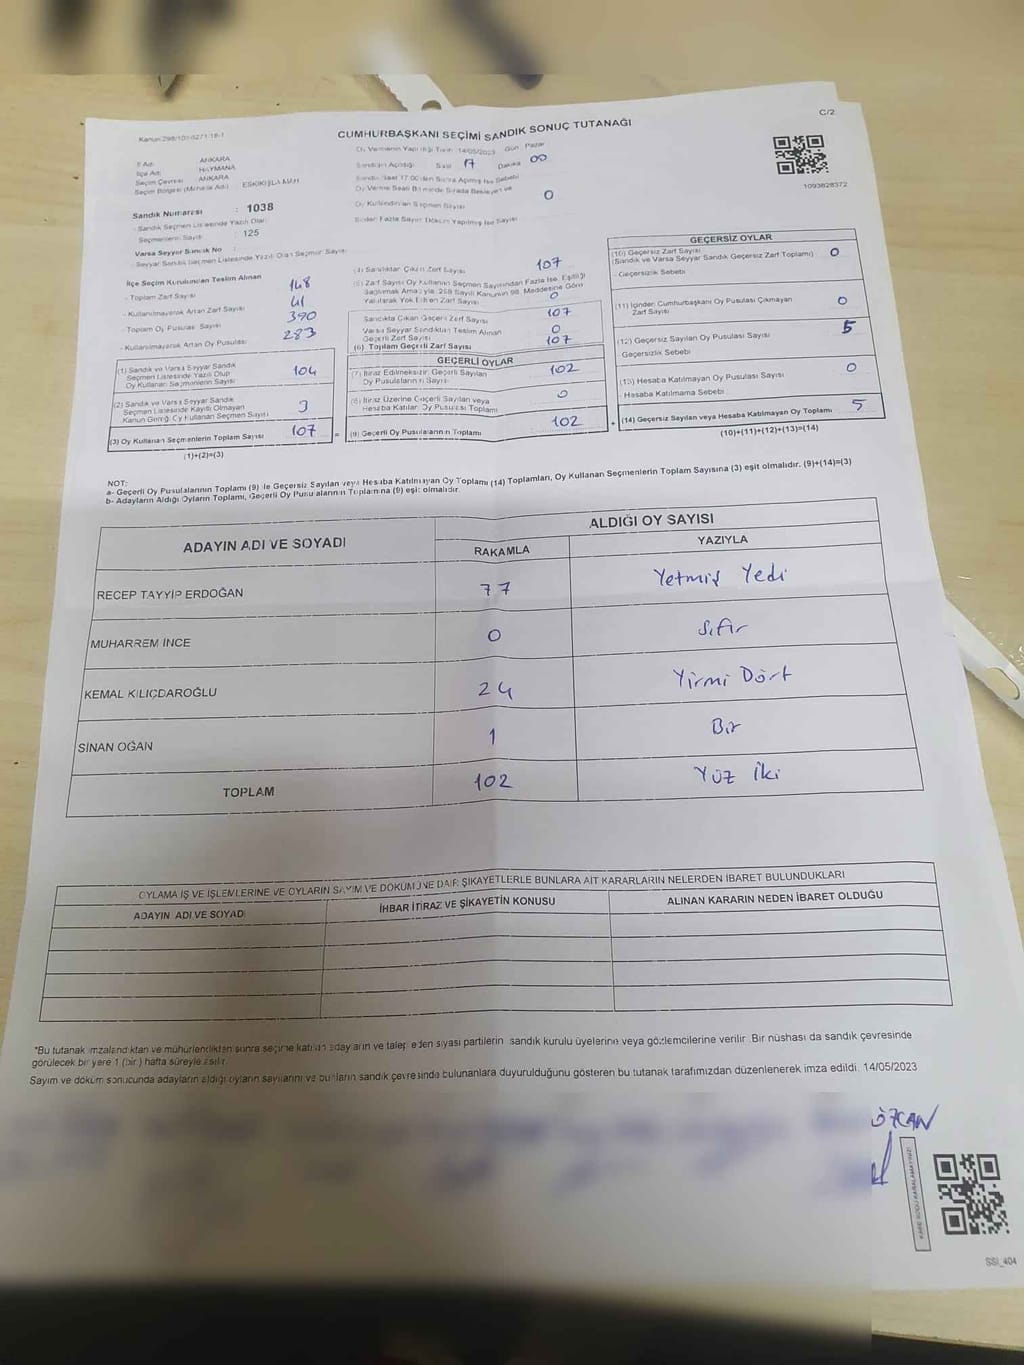 C/2
Kanun:298/103-9271/18-1
CUMHURBAŞKANI SEÇİMİ SANDIK SONUÇ TUTANAĞI
İl Adı ANKARA
İlçe Adı HAYMANA
Seçim Çevresi ANKARA
Seçim Bölgesi (Mahalle Adı) ESKİKIŞLA MAH
Sandık Numarası : 1038
- Sandık Seçmen Listesinde Yazılı Olan
Seçmenlerin Sayısı : 125
Varsa Seyyar Sandık No :
- Seyyar Sandık Seçmen Listesinde Yazılı Olan Seçmen Sayısı
Oy Vermenin Yapıldığı Tarih 14/05/2023 Gün Pazar
Sandığın Açıldığı Saat 17 Dakika 00
Sandık Saat 17.00'den Sonra Açılmış İse Sebebi
Oy Verme Saati Bitiminde Sırada Bekleyen ve
Oy Kullandırılan Seçmen Sayısı 0
Birden Fazla Sayım Döküm Yapılmış İse Sayısı
1093828372
İlçe Seçim Kurulundan Teslim Alınan
- Toplam Zarf Sayısı 148
- Kullanılmayarak Artan Zarf Sayısı 41
- Toplam Oy Pusulası Sayısı 390
- Kullanılmayarak Artan Oy Pusulası 283
(1) Sandık ve Varsa Seyyar Sandık
Seçmen Listesinde Yazılı Olup
Oy Kullanan Seçmenlerin Sayısı 104
(2) Sandık ve Varsa Seyyar Sandık
Seçmen Listesinde Kayıtlı Olmayan
Kanun Gereği Oy Kullanan Seçmen Sayısı 3
(3) Oy Kullanan Seçmenlerin Toplam Sayısı 107
(1)+(2)=(3)
(4) Sandıktan Çıkan Zarf Sayısı 107
(5) Zarf Sayısı Oy Kullanan Seçmen Sayısından Fazla İse, Eşitliği
Sağlamak Amacıyla, 298 Sayılı Kanunun 98. Maddesine Göre
Yakılarak Yok Edilen Zarf Sayısı 0
Sandıkta Çıkan Geçerli Zarf Sayısı 107
Varsa Seyyar Sandıktan Teslim Alınan
Geçerli Zarf Sayısı 0
(6) Toplam Geçerli Zarf Sayısı 107
GEÇERLİ OYLAR
(7) İtiraz Edilmeksizin Geçerli Sayılan
Oy Pusulalarının Sayısı 102
(8) İtiraz Üzerine Geçerli Sayılan veya
Hesaba Katılan Oy Pusulası Toplamı 0
= (9) Geçerli Oy Pusulalarının Toplamı 102
GEÇERSİZ OYLAR
(10) Geçersiz Zarf Sayısı
(Sandık ve Varsa Seyyar Sandık Geçersiz Zarf Toplamı) 0
- Geçersizlik Sebebi
(11) İçinden Cumhurbaşkanı Oy Pusulası Çıkmayan
Zarf Sayısı 0
(12) Geçersiz Sayılan Oy Pusulası Sayısı 5
Geçersizlik Sebebi
(13) Hesaba Katılmayan Oy Pusulası Sayısı 0
- Hesaba Katılmama Sebebi
+ (14) Geçersiz Sayılan veya Hesaba Katılmayan Oy Toplamı 5
(10)+(11)+(12)+(13)=(14)
NOT:
a- Geçerli Oy Pusulalarının Toplamı (9) ile Geçersiz Sayılan veya Hesaba Katılmayan Oy Toplamı (14) Toplamları, Oy Kullanan Seçmenlerin Toplam Sayısına (3) eşit olmalıdır. (9)+(14)=(3)
b- Adayların Aldığı Oyların Toplamı, Geçerli Oy Pusulalarının Toplamına (9) eşit olmalıdır.
ADAYIN ADI VE SOYADI
ALDIĞI OY SAYISI
RAKAMLA YAZIYLA
RECEP TAYYİP ERDOĞAN 77 Yetmiş Yedi
MUHARREM İNCE 0 Sıfır
KEMAL KILIÇDAROĞLU 24 Yirmi Dört
SİNAN OĞAN 1 Bir
TOPLAM 102 Yüz İki
OYLAMA İŞ VE İŞLEMLERİNE VE OYLARIN SAYIM VE DÖKÜMÜNE DAİR ŞİKAYETLERLE BUNLARA AİT KARARLARIN NELERDEN İBARET BULUNDUKLARI
ADAYIN ADI VE SOYADI İHBAR İTİRAZ VE ŞİKAYETİN KONUSU ALINAN KARARIN NEDEN İBARET OLDUĞU
*Bu tutanak imzalandıktan ve mühürlendikten sonra seçime katılan adayların ve talep eden siyasi partilerin sandık kurulu üyelerine veya gözlemcilerine verilir. Bir nüshası da sandık çevresinde
görülecek bir yere 1 (bir) hafta süreyle asılır.
Sayım ve döküm sonucunda adayların aldığı oyların sayılarını ve bunların sandık çevresinde bulunanlara duyurulduğunu gösteren bu tutanak tarafımızdan düzenlenerek imza edildi. 14/05/2023
ÖZCAN
KARE KODU KARALAMAYINIZ
SSI_404